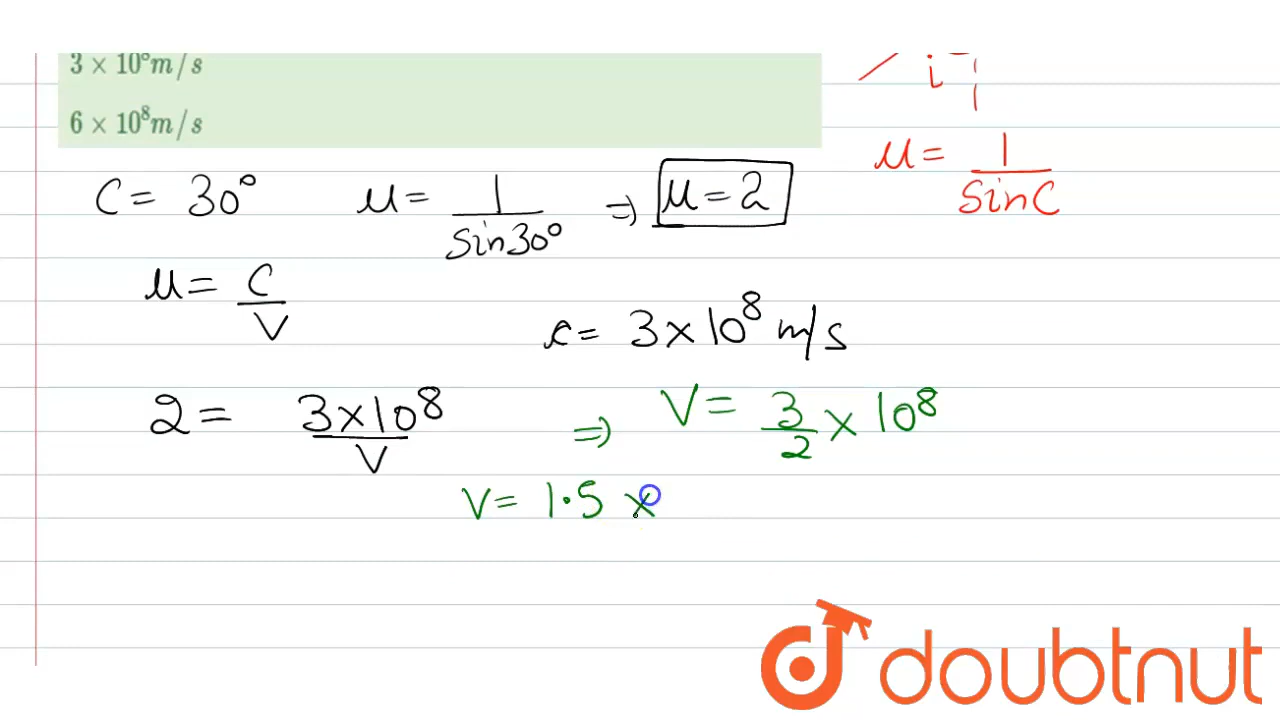 3 × 10⁸m/s
6 × 10⁸m/s
i
μ = 1/SinC
C = 30° μ = 1/Sin30° ⇒ μ = 2
μ = C/V
c = 3×10⁸ m/s
2 = 3×10⁸/V ⇒ V = 3/2 × 10⁸
V = 1.5 ×
doubtnut